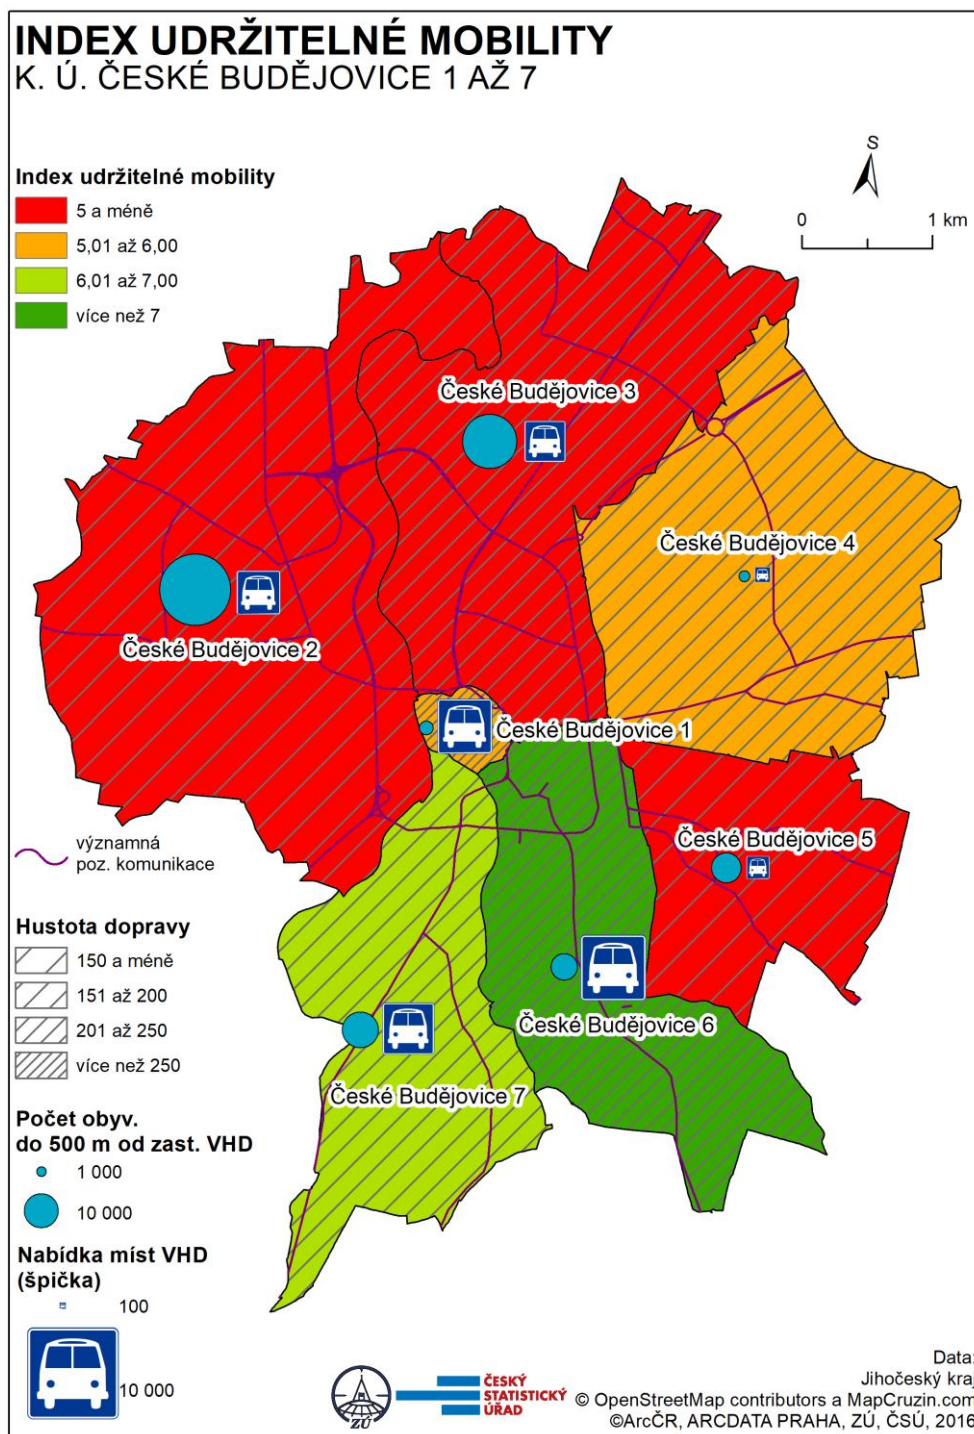 INDEX UDRŽITELNÉ MOBILITY
K. Ú. ČESKÉ BUDĚJOVICE 1 AŽ 7
S
0 1 km
Index udržitelné mobility
5 a méně
5,01 až 6,00
6,01 až 7,00
více než 7
České Budějovice 3
České Budějovice 4
České Budějovice 2
České Budějovice 1
České Budějovice 5
České Budějovice 6
České Budějovice 7
významná
poz. komunikace
Hustota dopravy
150 a méně
151 až 200
201 až 250
více než 250
Počet obyv.
do 500 m od zast. VHD
1 000
10 000
Nabídka míst VHD
(špička)
100
10 000
ZÚ
ČESKÝ
STATISTICKÝ
ÚŘAD
Data:
Jihočeský kraj
© OpenStreetMap contributors a MapCruzin.com
©ArcČR, ARCDATA PRAHA, ZÚ, ČSÚ, 2016